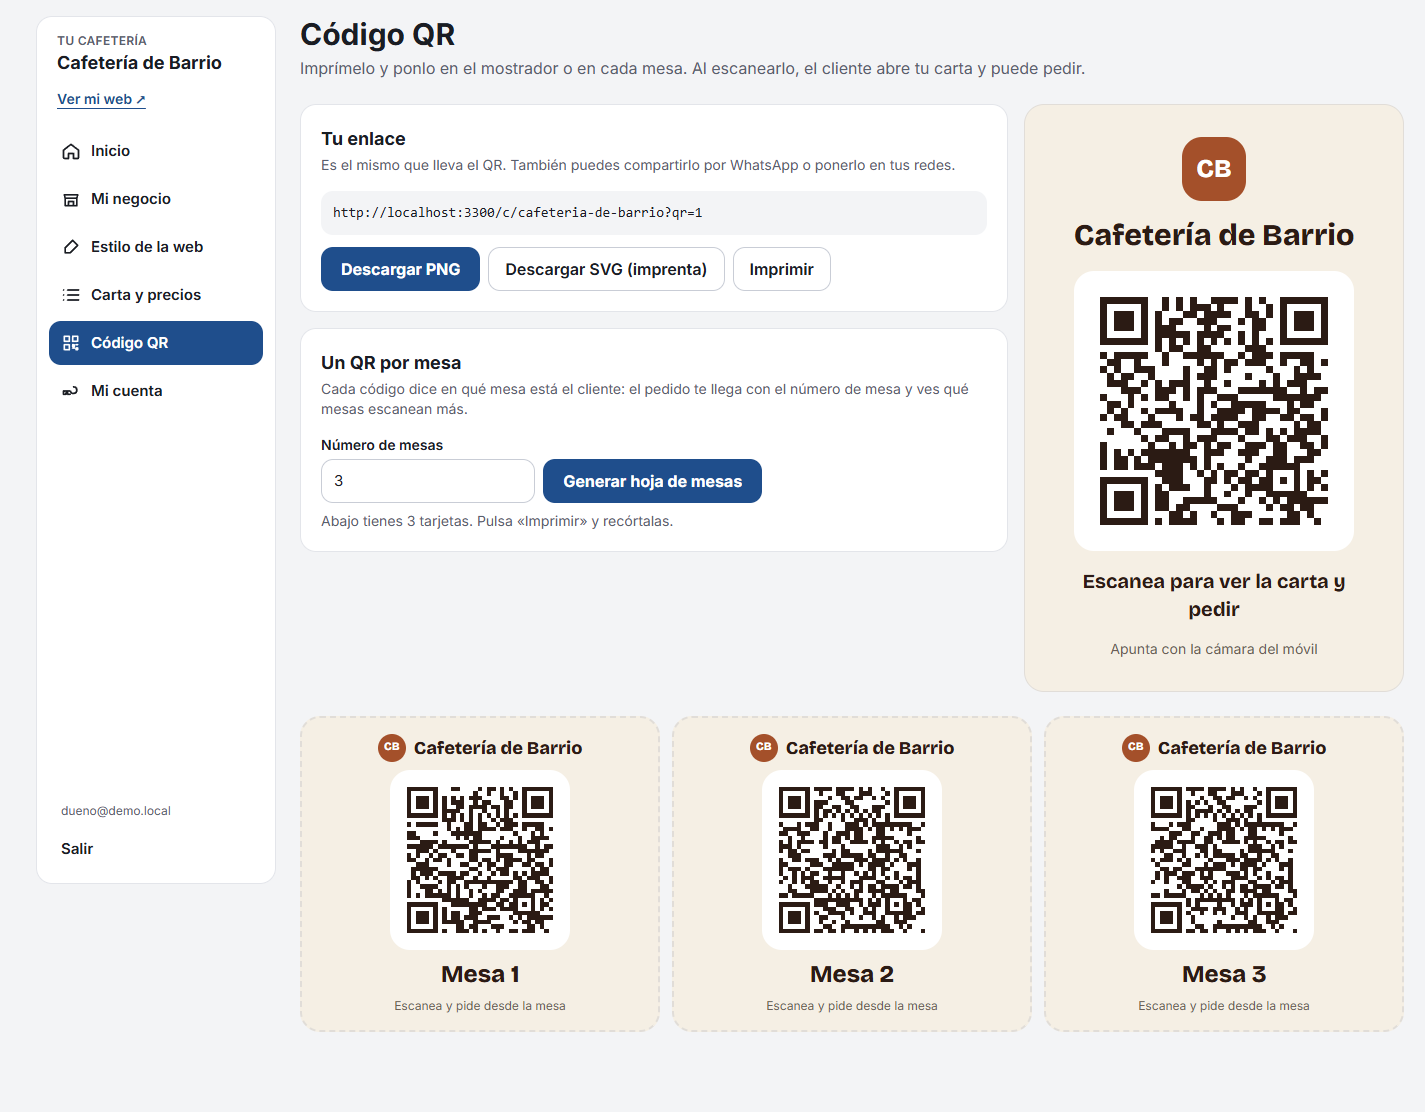 TU CAFETERÍA
Cafetería de Barrio
Ver mi web ↗
Inicio
Mi negocio
Estilo de la web
Carta y precios
Código QR
Mi cuenta
dueno@demo.local
Salir
Código QR
Imprímelo y ponlo en el mostrador o en cada mesa. Al escanearlo, el cliente abre tu carta y puede pedir.
Tu enlace
Es el mismo que lleva el QR. También puedes compartirlo por WhatsApp o ponerlo en tus redes.
http://localhost:3300/c/cafeteria-de-barrio?qr=1
Descargar PNG
Descargar SVG (imprenta)
Imprimir
Un QR por mesa
Cada código dice en qué mesa está el cliente: el pedido te llega con el número de mesa y ves qué
mesas escanean más.
Número de mesas
3
Generar hoja de mesas
Abajo tienes 3 tarjetas. Pulsa «Imprimir» y recórtalas.
CB
Cafetería de Barrio
Escanea para ver la carta y
pedir
Apunta con la cámara del móvil
CB Cafetería de Barrio
Mesa 1
Escanea y pide desde la mesa
CB Cafetería de Barrio
Mesa 2
Escanea y pide desde la mesa
CB Cafetería de Barrio
Mesa 3
Escanea y pide desde la mesa